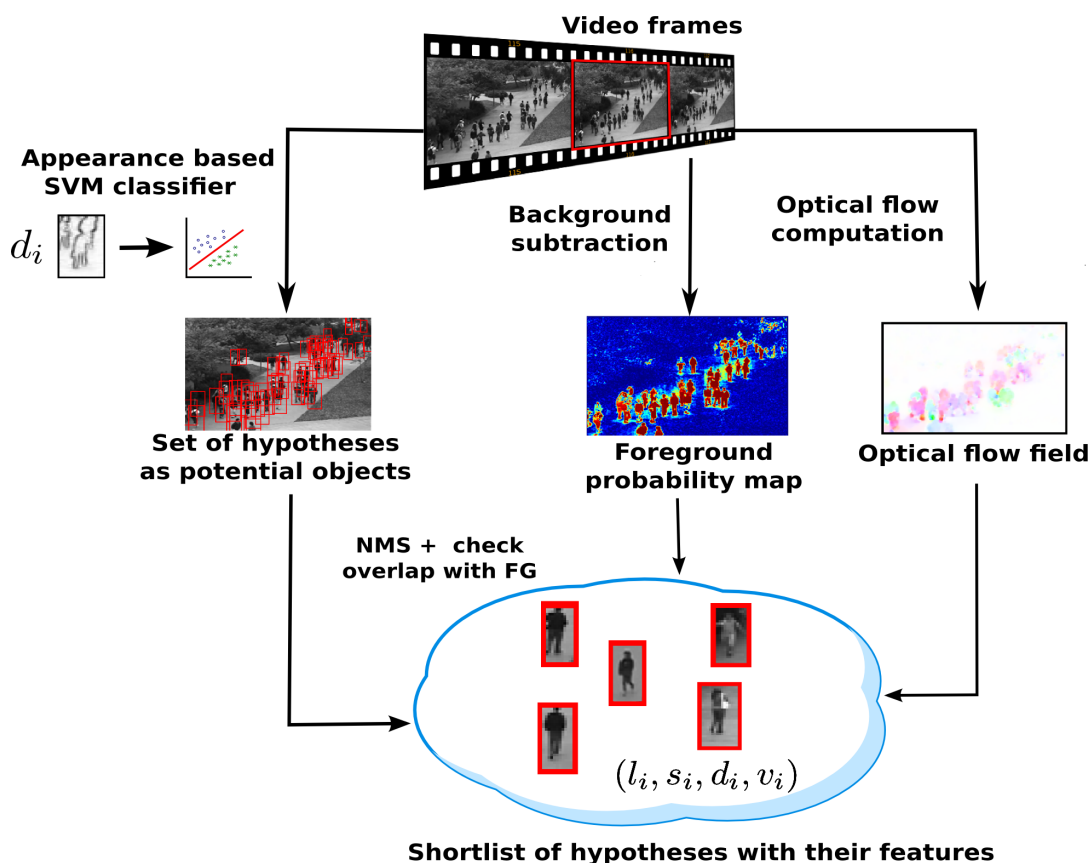 Video frames
115
115
Appearance based
SVM classifier
d_i
Background
subtraction
Optical flow
computation
Set of hypotheses
as potential objects
Foreground
probability map
Optical flow field
NMS + check
overlap with FG
(l_i, s_i, d_i, v_i)
Shortlist of hypotheses with their features